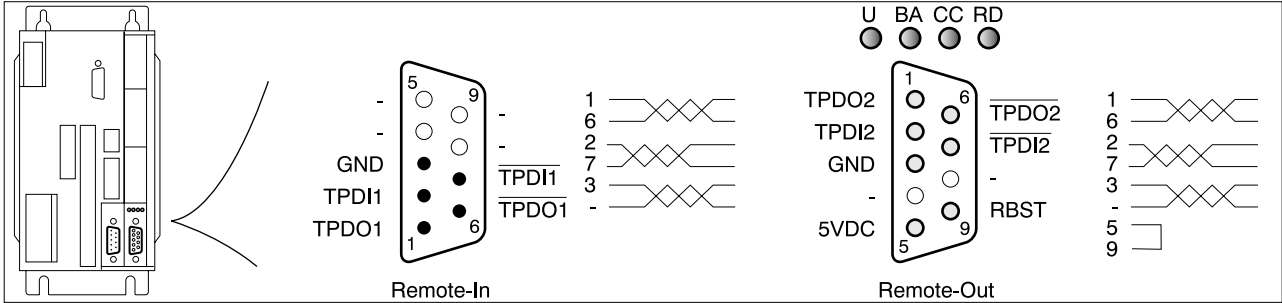 U BA CC RD
5
9
-
-
-
-
GND
TPDI1
TPDI1
TPDO1
TPDO1
1
6
Remote-In
1
6
2
7
3
-
1
6
TPDO2
TPDO2
TPDI2
TPDI2
GND
-
-
RBST
5VDC
5
9
Remote-Out
1
6
2
7
3
-
5
9